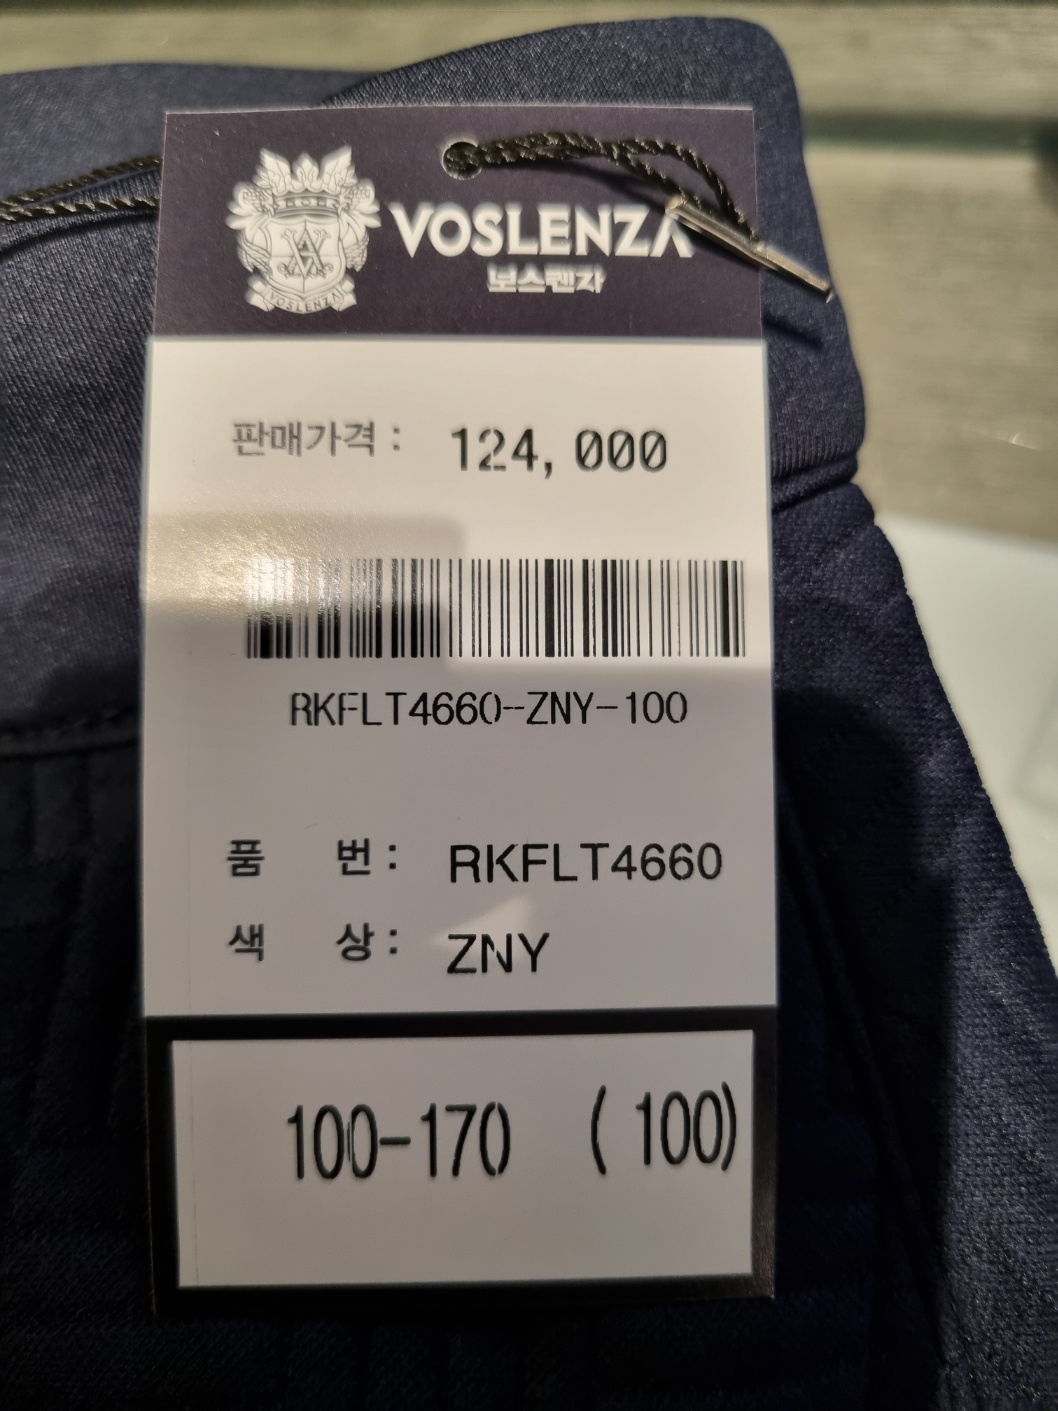 VOSLENZA
VOSLENZA
보스렌자
판매가격 : 124,000
RKFLT4660-ZNY-100
품 번 : RKFLT4660
색 상 : ZNY
100-170 (100)